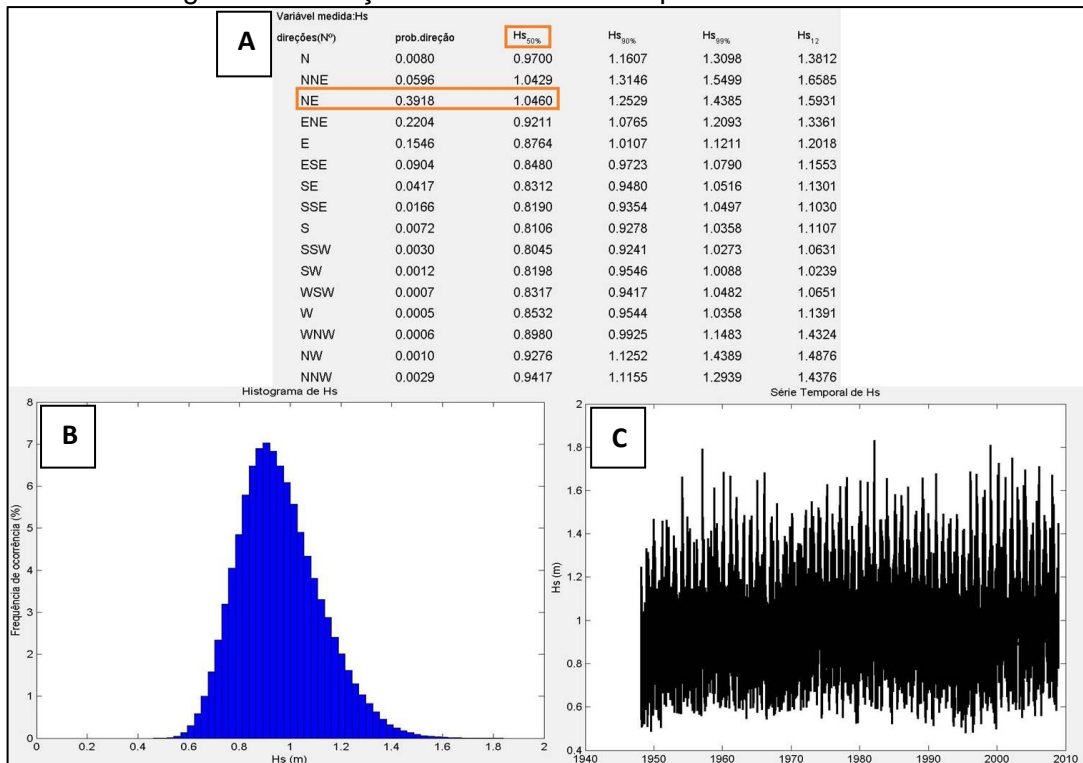 Variável medida:Hs
A
direções(Nº) prob.direção Hs50% Hs90% Hs99% Hs12
N 0.0080 0.9700 1.1607 1.3098 1.3812
NNE 0.0596 1.0429 1.3146 1.5499 1.6585
NE 0.3918 1.0460 1.2529 1.4385 1.5931
ENE 0.2204 0.9211 1.0765 1.2093 1.3361
E 0.1546 0.8764 1.0107 1.1211 1.2018
ESE 0.0904 0.8480 0.9723 1.0790 1.1553
SE 0.0417 0.8312 0.9480 1.0516 1.1301
SSE 0.0166 0.8190 0.9354 1.0497 1.1030
S 0.0072 0.8106 0.9278 1.0358 1.1107
SSW 0.0030 0.8045 0.9241 1.0273 1.0631
SW 0.0012 0.8198 0.9546 1.0088 1.0239
WSW 0.0007 0.8317 0.9417 1.0482 1.0651
W 0.0005 0.8532 0.9544 1.0358 1.1391
WNW 0.0006 0.8980 0.9925 1.1483 1.4324
NW 0.0010 0.9276 1.1252 1.4389 1.4876
NNW 0.0029 0.9417 1.1155 1.2939 1.4376
Histograma de Hs
B
Frequência de ocorrência (%)
8
7
6
5
4
3
2
1
0
0 0.2 0.4 0.6 0.8 1 1.2 1.4 1.6 1.8 2
Hs (m)
Série Temporal de Hs
C
Hs (m)
2
1.8
1.6
1.4
1.2
1
0.8
0.6
0.4
1940 1950 1960 1970 1980 1990 2000 2010